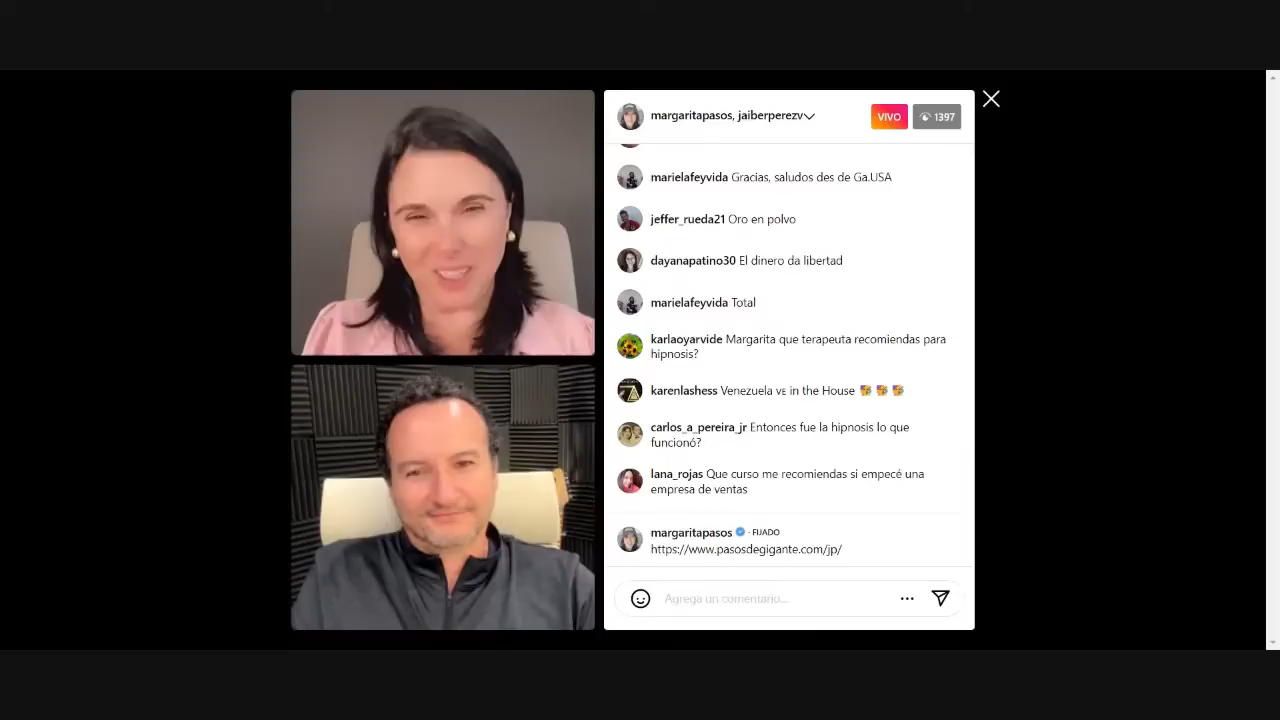 margaritapasos, jaiberperezv
VIVO
1397
marielafeyvida Gracias, saludos des de Ga.USA
jeffer_rueda21 Oro en polvo
dayanapatino30 El dinero da libertad
marielafeyvida Total
karlaoyarvide Margarita que terapeuta recomiendas para
hipnosis?
karenlashess Venezuela ᴠᴇ in the House
carlos_a_pereira_jr Entonces fue la hipnosis lo que
funcionó?
lana_rojas Que curso me recomiendas si empecé una
empresa de ventas
margaritapasos · FIJADO
https://www.pasosdegigante.com/jp/
Agrega un comentario...